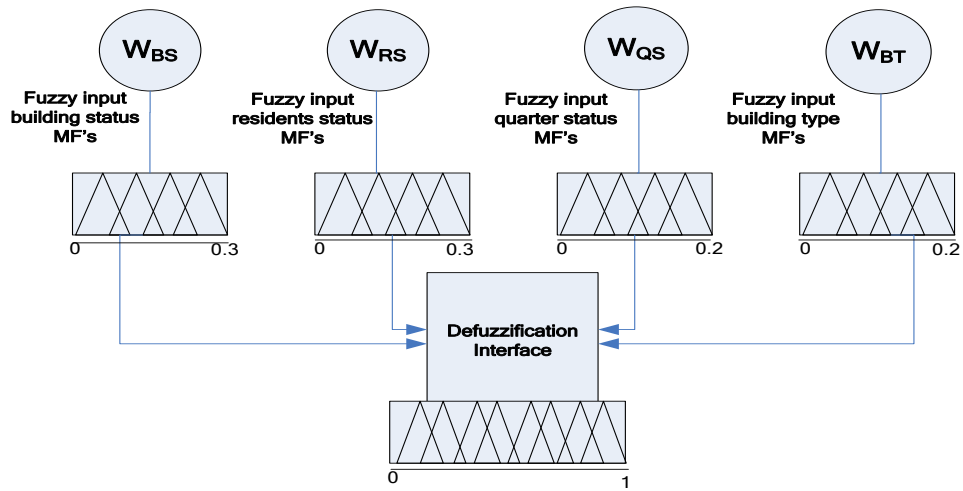 WBS
WRS
WQS
WBT
Fuzzy input
building status
MF's
Fuzzy input
residents status
MF's
Fuzzy input
quarter status
MF's
Fuzzy input
building type
MF's
0 0.3
0 0.3
0 0.2
0 0.2
Defuzzification
Interface
0 1